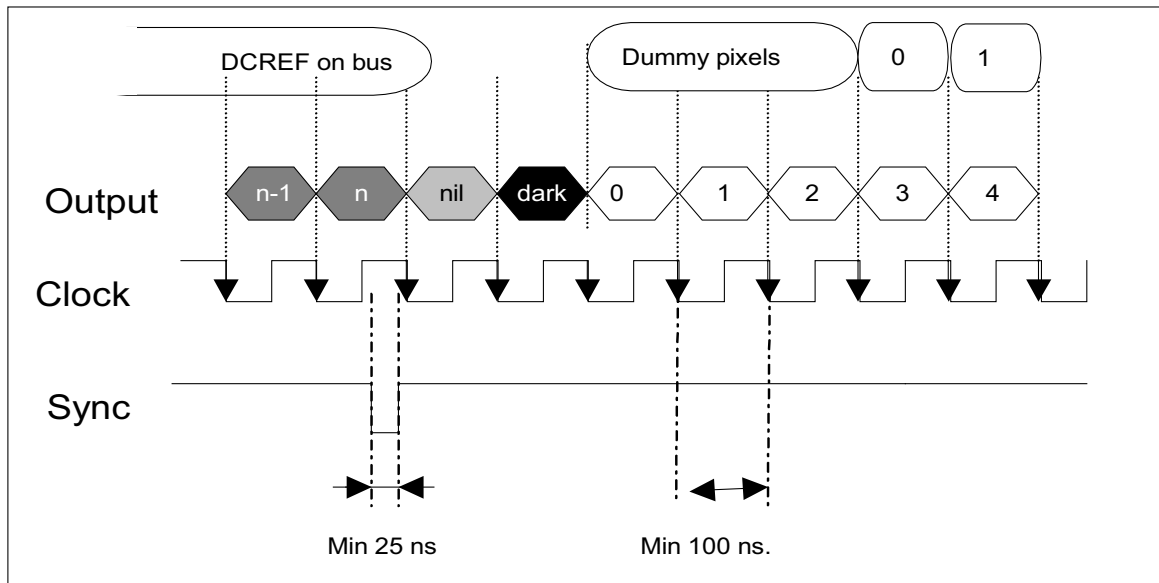 DCREF on bus Dummy pixels 0 1
Output n-1 n nil dark 0 1 2 3 4
Clock
Sync
Min 25 ns Min 100 ns.